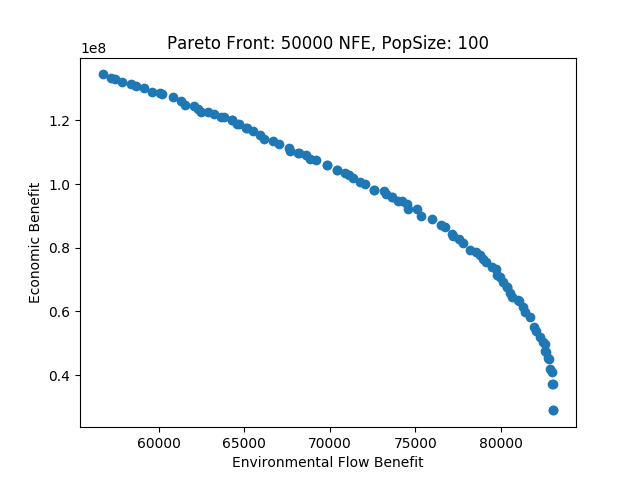 Pareto Front: 50000 NFE, PopSize: 100
1e8
1.2
1.0
0.8
0.6
0.4
Economic Benefit
60000 65000 70000 75000 80000
Environmental Flow Benefit